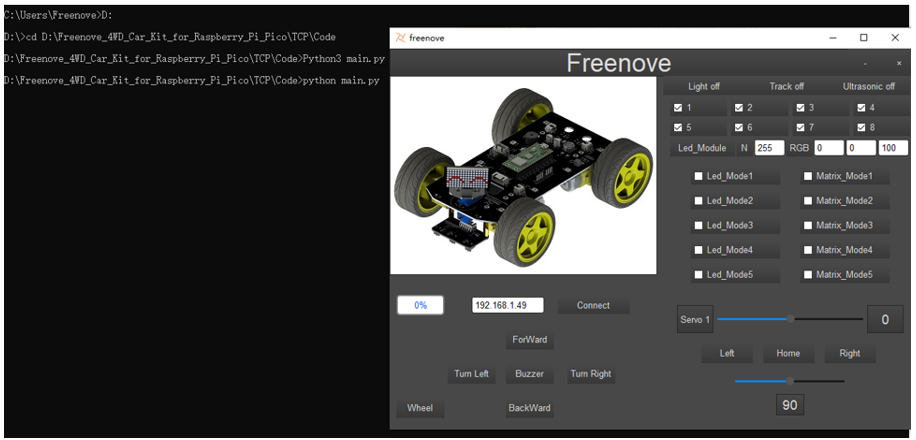 C:\Users\Freenove>D:
D:\>cd D:\Freenove_4WD_Car_Kit_for_Raspberry_Pi_Pico\TCP\Code
D:\Freenove_4WD_Car_Kit_for_Raspberry_Pi_Pico\TCP\Code>Python3 main.py
D:\Freenove_4WD_Car_Kit_for_Raspberry_Pi_Pico\TCP\Code>python main.py
freenove
Freenove
Light off Track off Ultrasonic off
1 2 3 4
5 6 7 8
Led_Module N 255 RGB 0 0 100
Led_Mode1 Matrix_Mode1
Led_Mode2 Matrix_Mode2
Led_Mode3 Matrix_Mode3
Led_Mode4 Matrix_Mode4
Led_Mode5 Matrix_Mode5
0% 192.168.1.49 Connect
Servo 1 0
ForWard
Left Home Right
Turn Left Buzzer Turn Right
90
Wheel BackWard